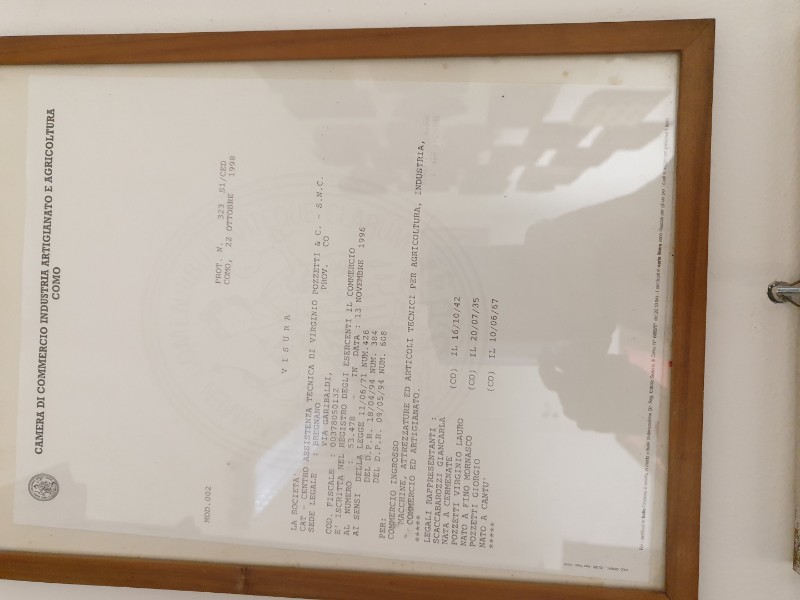 CAMERA DI COMMERCIO INDUSTRIA ARTIGIANATO E AGRICOLTURA
COMO
PROT. N. 323 S1/CED
COMO, 22 OTTOBRE 1998
MOD.002
V I S U R A
LA SOCIETA'
CAT - CENTRO ASSISTENZA TECNICA DI VIRGINIO POZZETTI & C. - S.N.C.
SEDE LEGALE : BREGNANO PROV. CO
VIA GARIBALDI,
COD. FISCALE : 00378050132
E' ISCRITTA NEL REGISTRO DEGLI ESERCENTI IL COMMERCIO
AL NUMERO : 53.478 - IN DATA : 13 NOVEMBRE 1996
AI SENSI DELLA LEGGE 11/06/71 NUM.426
DEL D.P.R. 18/04/94 NUM. 384
DEL D.P.R. 09/05/94 NUM. 608
PER:
COMMERCIO INGROSSO
MACCHINE, ATTREZZATURE ED ARTICOLI TECNICI PER AGRICOLTURA, INDUSTRIA,
- COMMERCIO ED ARTIGIANATO.
*****
LEGALI RAPPRESENTANTI :
SCACCABAROZZI GIANCARLA
NATA A CERMENATE (CO) IL 16/10/42
POZZETTI VIRGINIO LAURO
NATO A FINO MORNASCO (CO) IL 20/07/35
POZZETTI GIORGIO
NATO A CANTU' (CO) IL 10/06/67
*****